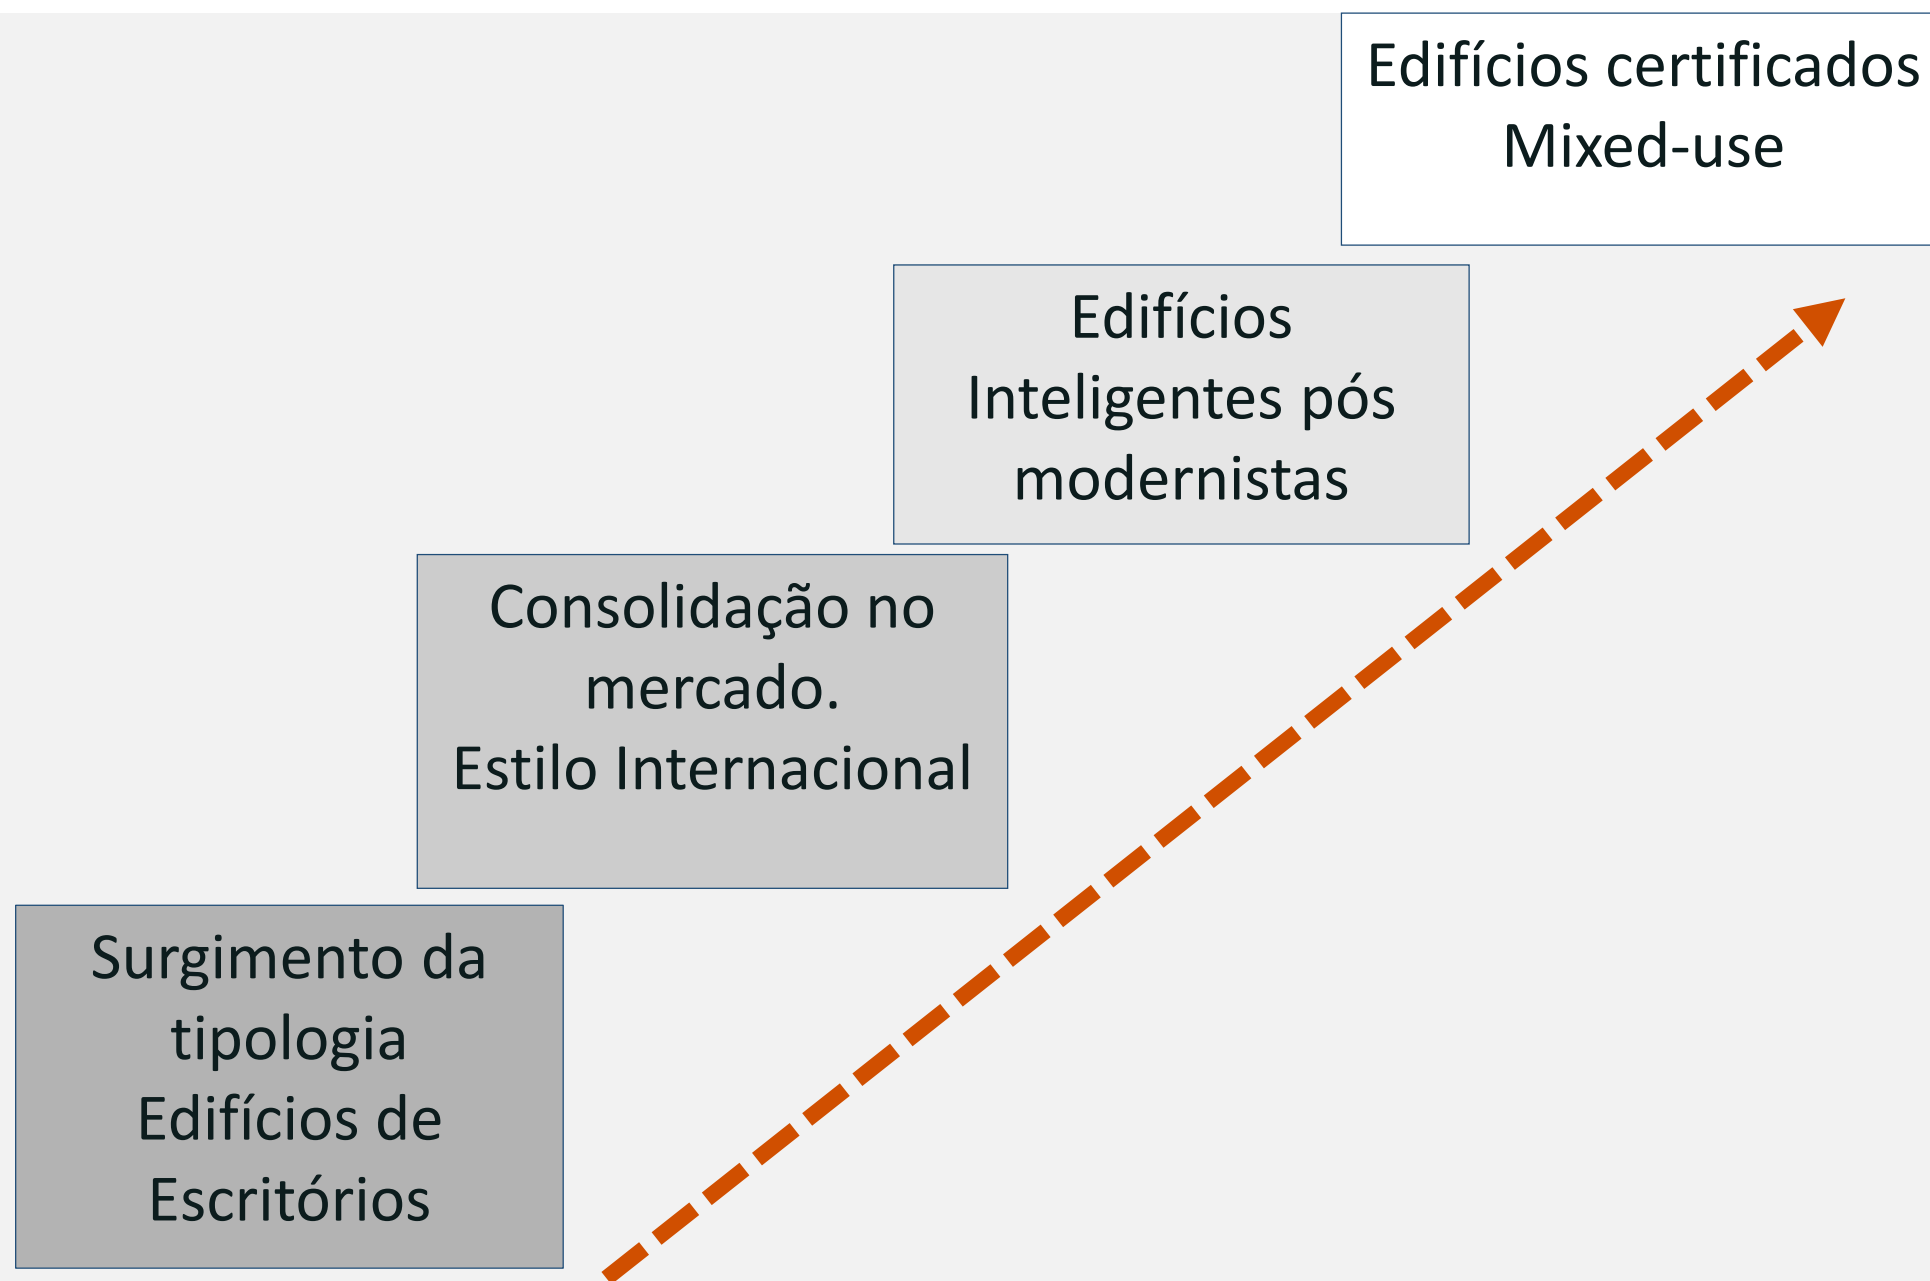 Edifícios certificados
Mixed-use
Edifícios
Inteligentes pós
modernistas
Consolidação no
mercado.
Estilo Internacional
Surgimento da
tipologia
Edifícios de
Escritórios